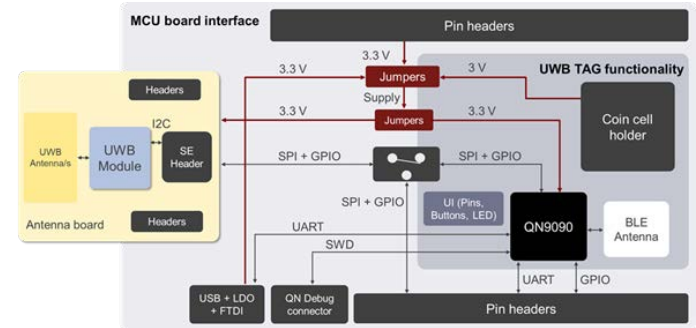 MCU board interface
Pin headers
3.3 V
3.3 V
Jumpers
3 V
UWB TAG functionality
Supply
Headers
3.3 V
Jumpers
3.3 V
Coin cell
holder
I2C
UWB
Antenna/s
UWB
Module
SE
Header
SPI + GPIO
SPI + GPIO
SPI + GPIO
UI (Pins,
Buttons, LED)
QN9090
BLE
Antenna
Antenna board
Headers
UART
SWD
UART
GPIO
USB + LDO
+ FTDI
QN Debug
connector
Pin headers